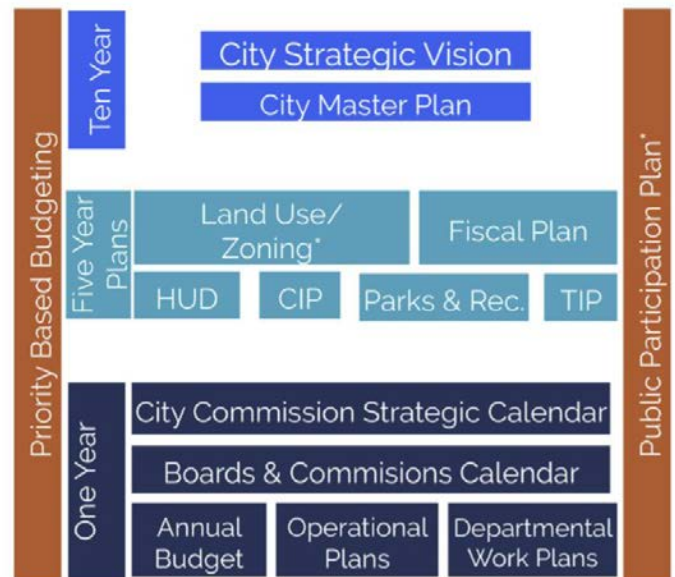 Priority Based Budgeting
Ten Year
City Strategic Vision
City Master Plan
Five Year
Plans
Land Use/
Zoning*
Fiscal Plan
HUD
CIP
Parks & Rec.
TIP
One Year
City Commission Strategic Calendar
Boards & Commisions Calendar
Annual
Budget
Operational
Plans
Departmental
Work Plans
Public Participation Plan*